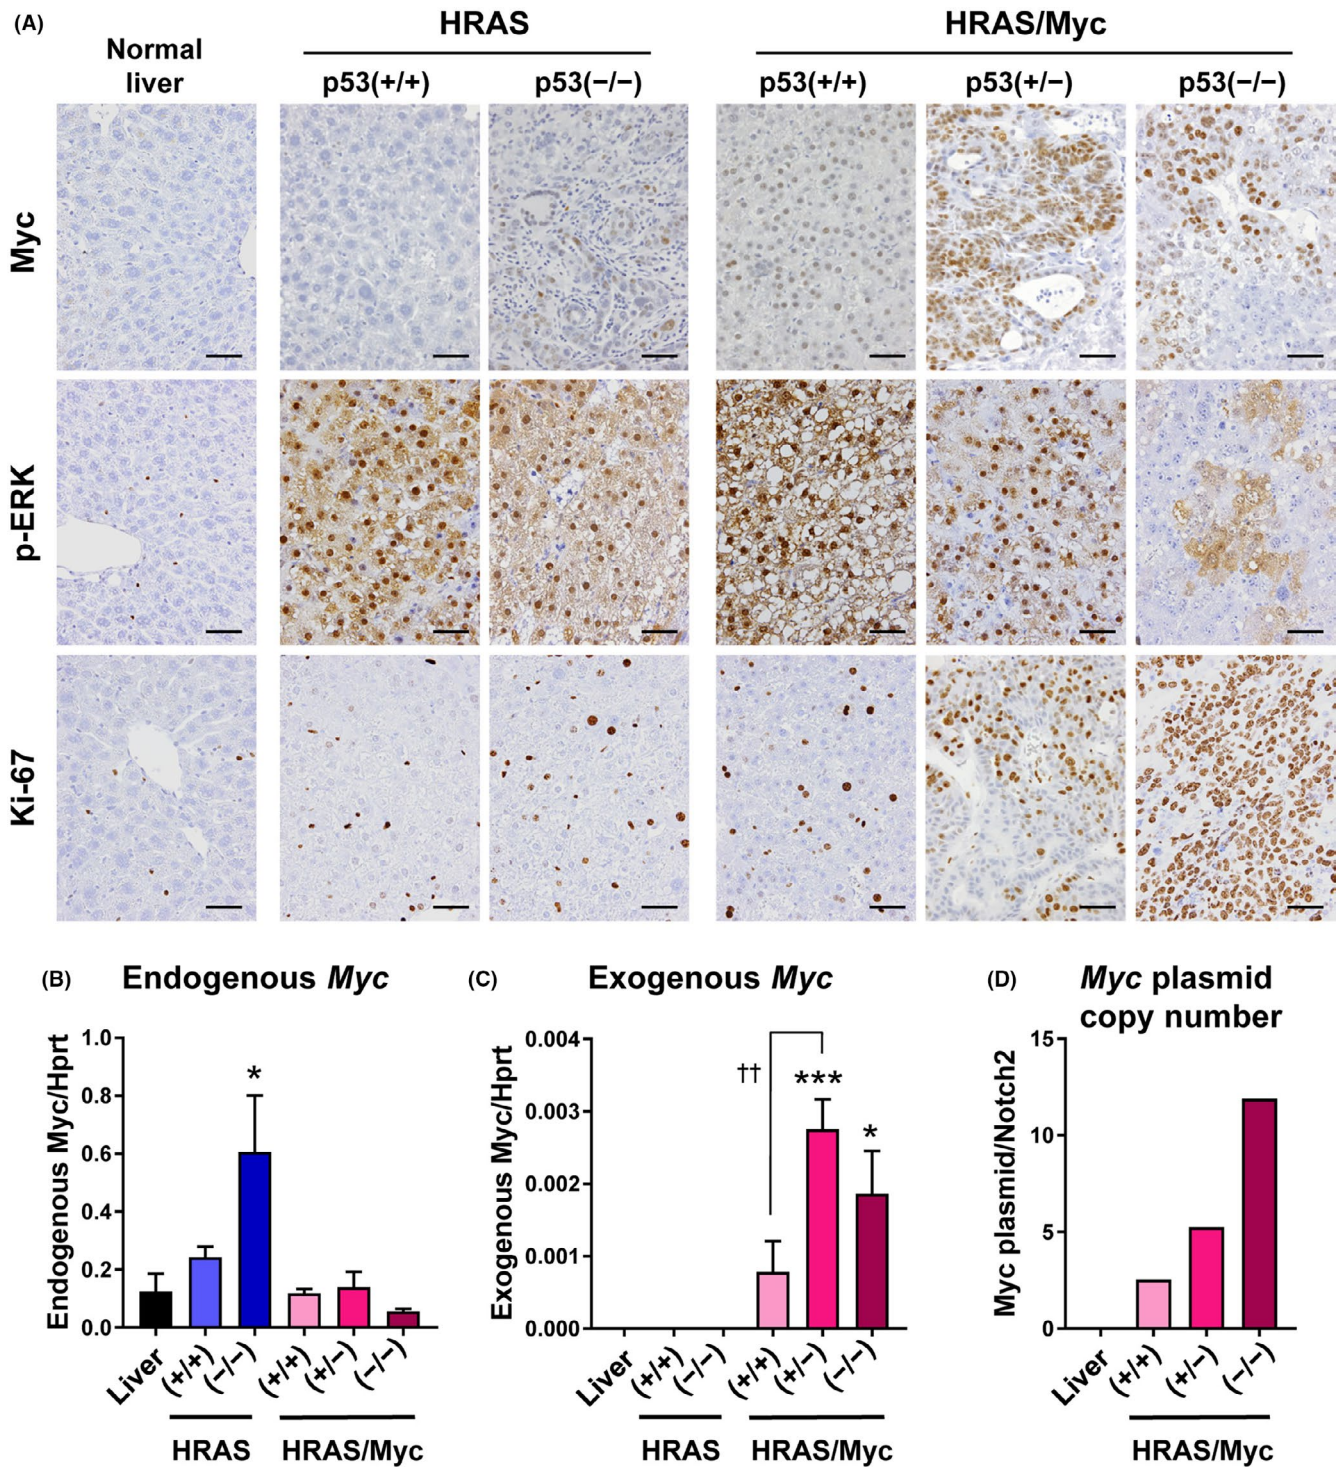 (A)
HRAS
HRAS/Myc
Normal
liver
p53(+/+)
p53(−/−)
p53(+/+)
p53(+/−)
p53(−/−)
Myc
p-ERK
Ki-67
(B)
Endogenous Myc
Endogenous Myc/Hprt
1.0
0.8
0.6
0.4
0.2
0.0
*
Liver
(+/+)
(−/−)
(+/+)
(+/−)
(−/−)
HRAS
HRAS/Myc
(C)
Exogenous Myc
Exogenous Myc/Hprt
0.004
0.003
0.002
0.001
0.000
††
***
*
Liver
(+/+)
(−/−)
(+/+)
(+/−)
(−/−)
HRAS
HRAS/Myc
(D)
Myc plasmid
copy number
Myc plasmid/Notch2
15
10
5
0
Liver
(+/+)
(+/−)
(−/−)
HRAS/Myc